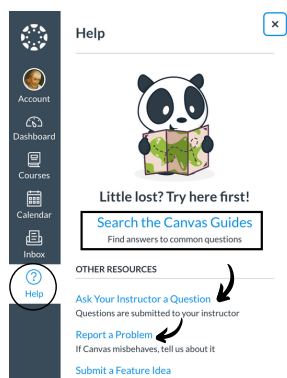 Help
×
Account
Dashboard
Courses
Calendar
Inbox
Help
Little lost? Try here first!
Search the Canvas Guides
Find answers to common questions
OTHER RESOURCES
Ask Your Instructor a Question
Questions are submitted to your instructor
Report a Problem
If Canvas misbehaves, tell us about it
Submit a Feature Idea